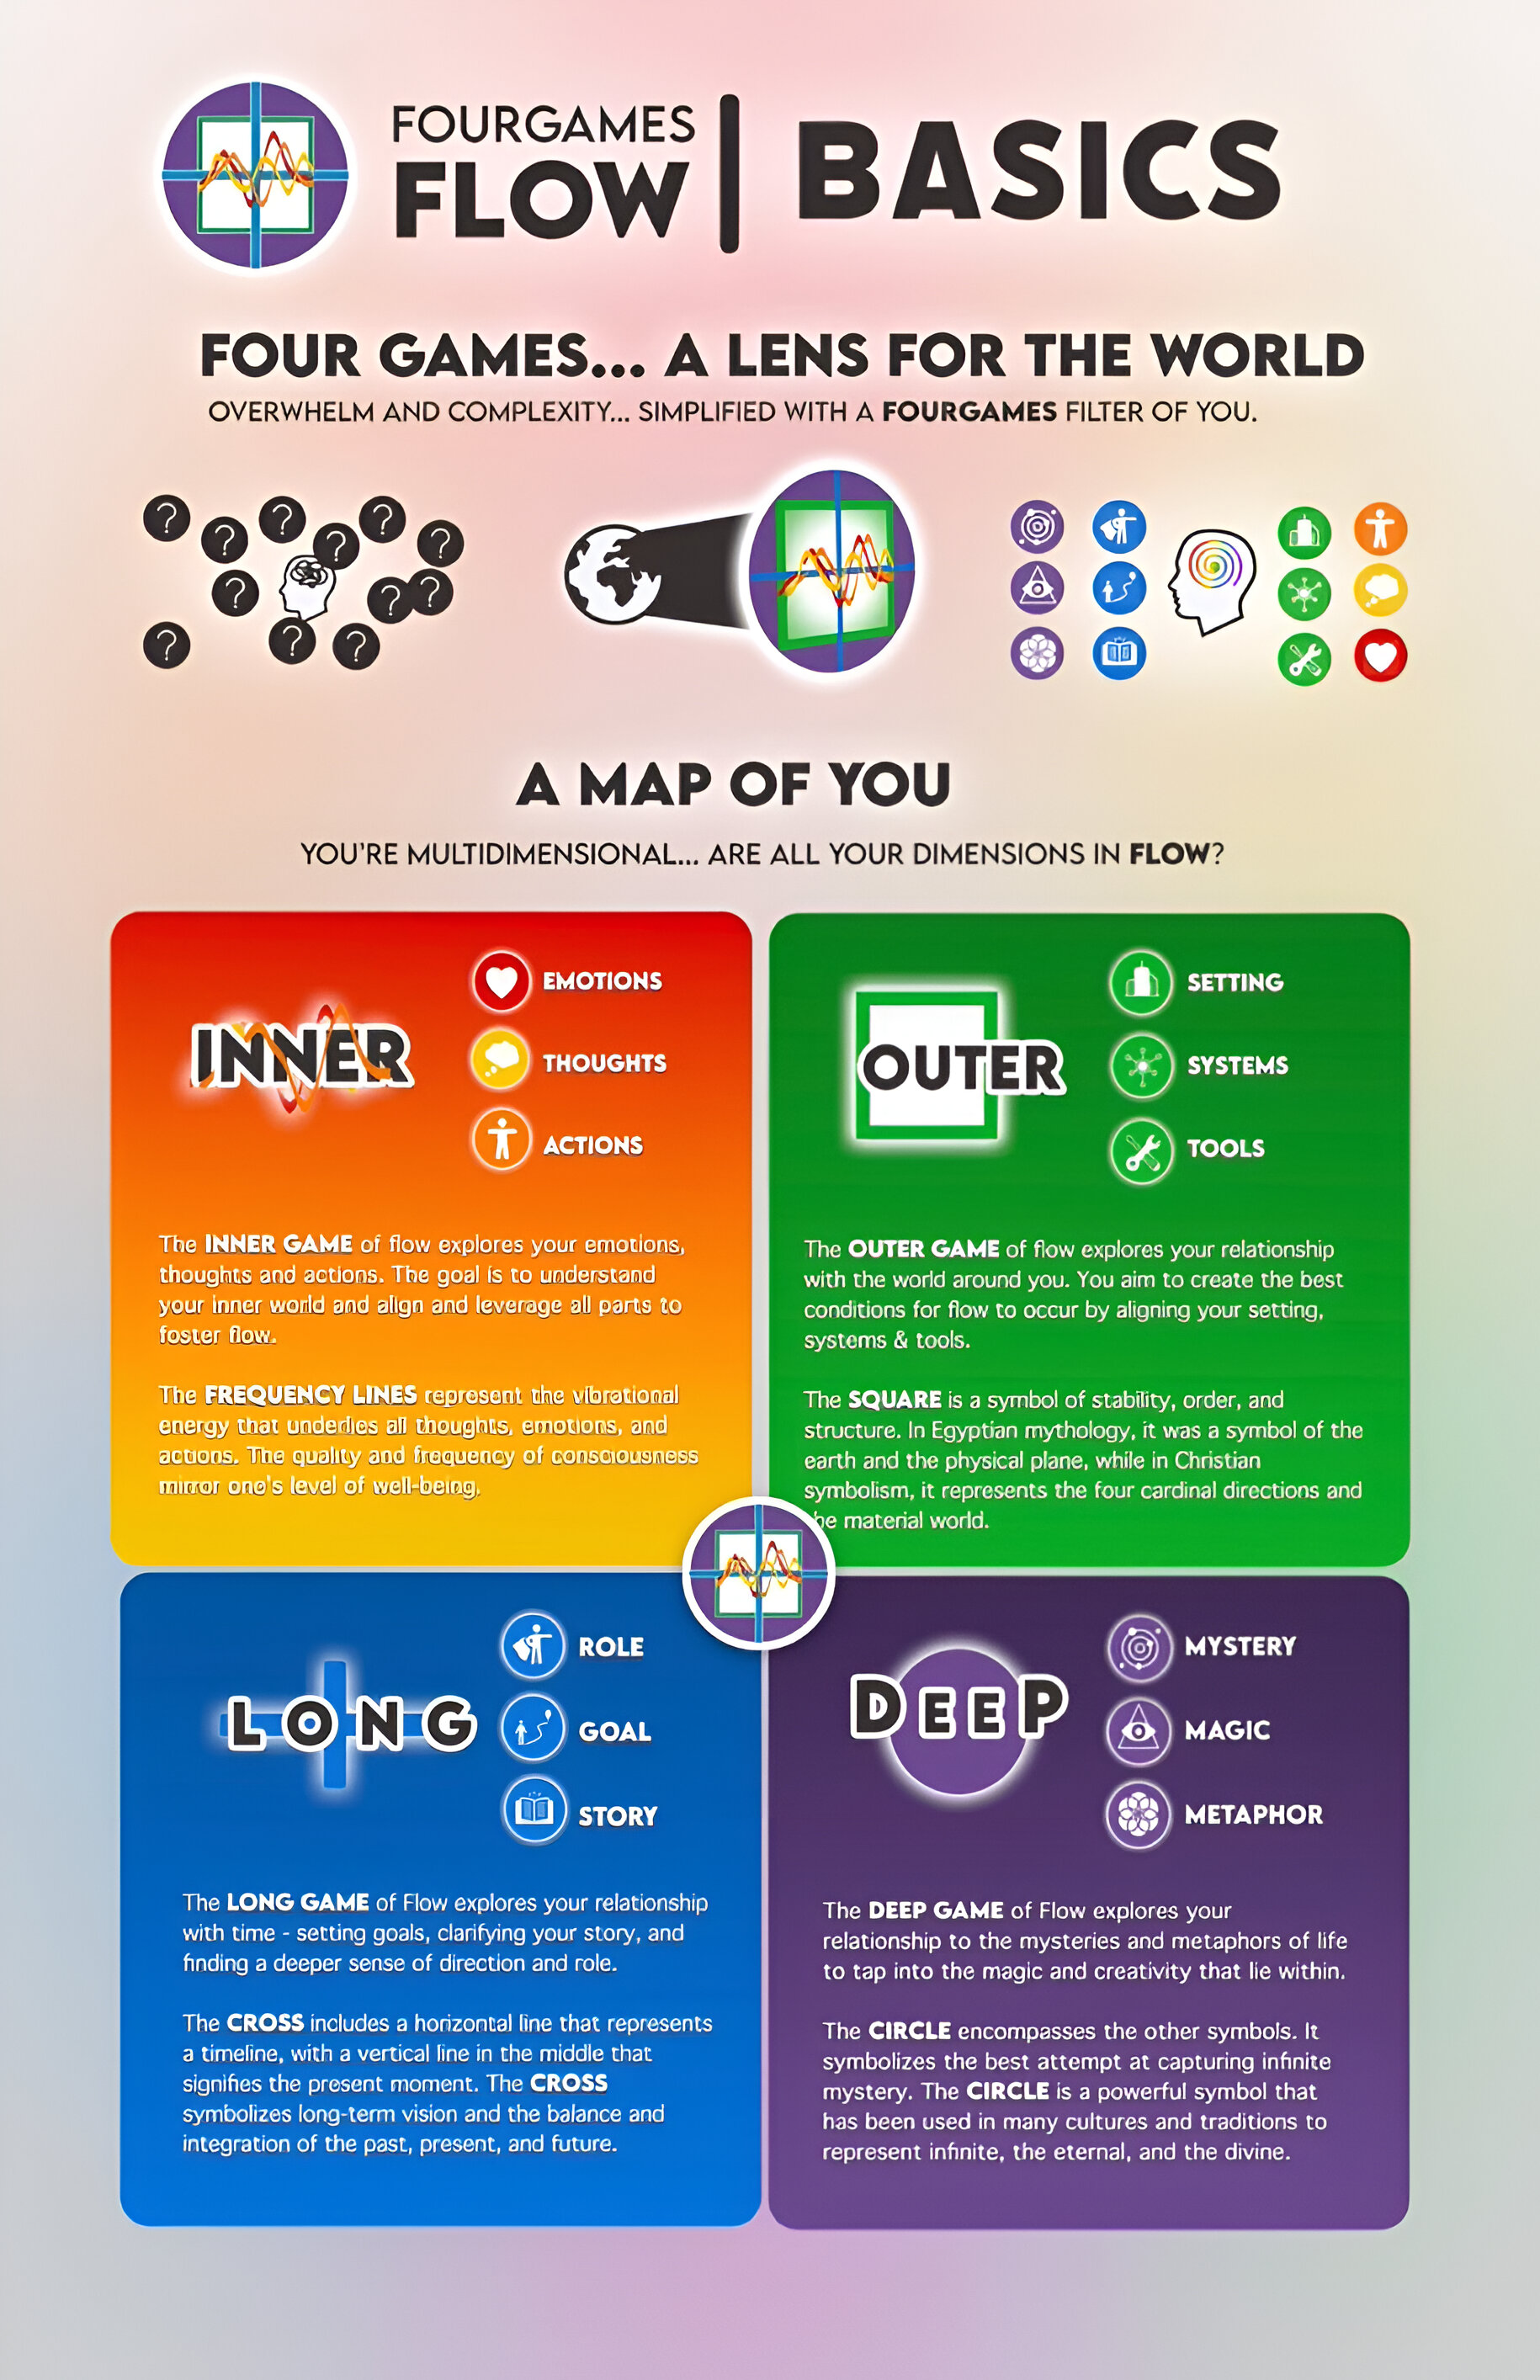 FOURGAMES
FLOW
BASICS
FOUR GAMES... A LENS FOR THE WORLD
OVERWHELM AND COMPLEXITY... SIMPLIFIED WITH A FOURGAMES FILTER OF YOU.
? ? ? ? ? ? ? ? ? ? ? ?
A MAP OF YOU
YOU'RE MULTIDIMENSIONAL... ARE ALL YOUR DIMENSIONS IN FLOW?
INNER
EMOTIONS
THOUGHTS
ACTIONS
The INNER GAME of flow explores your emotions,
thoughts and actions. The goal is to understand
your inner world and align and leverage all parts to
foster flow.
The FREQUENCY LINES represent the vibrational
energy that underlies all thoughts, emotions, and
actions. The quality and frequency of consciousness
mirror one's level of well-being.
OUTER
SETTING
SYSTEMS
TOOLS
The OUTER GAME of flow explores your relationship
with the world around you. You aim to create the best
conditions for flow to occur by aligning your setting,
systems & tools.
The SQUARE is a symbol of stability, order, and
structure. In Egyptian mythology, it was a symbol of the
earth and the physical plane, while in Christian
symbolism, it represents the four cardinal directions and
the material world.
LONG
ROLE
GOAL
STORY
The LONG GAME of Flow explores your relationship
with time - setting goals, clarifying your story, and
finding a deeper sense of direction and role.
The CROSS includes a horizontal line that represents
a timeline, with a vertical line in the middle that
signifies the present moment. The CROSS
symbolizes long-term vision and the balance and
integration of the past, present, and future.
DEEP
MYSTERY
MAGIC
METAPHOR
The DEEP GAME of Flow explores your
relationship to the mysteries and metaphors of life
to tap into the magic and creativity that lie within.
The CIRCLE encompasses the other symbols. It
symbolizes the best attempt at capturing infinite
mystery. The CIRCLE is a powerful symbol that
has been used in many cultures and traditions to
represent infinite, the eternal, and the divine.